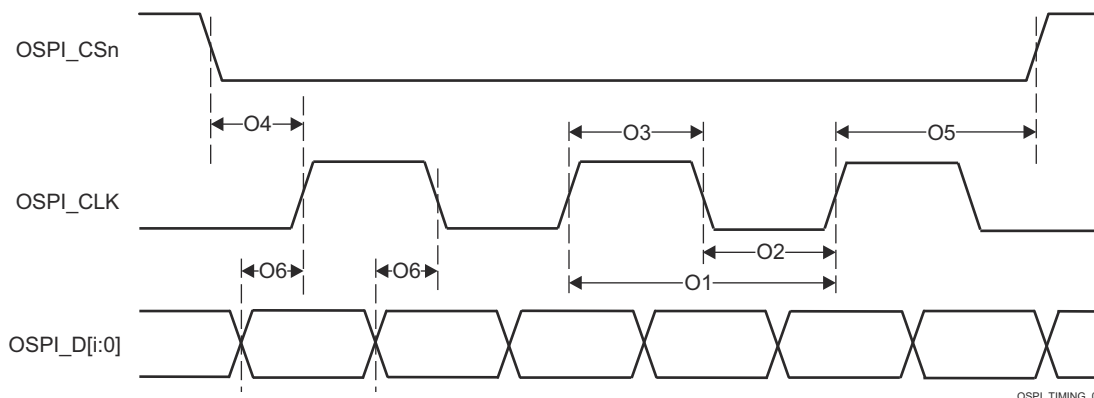 OSPI_CSn
O4
O3
O5
OSPI_CLK
O2
O6
O6
O1
OSPI_D[i:0]